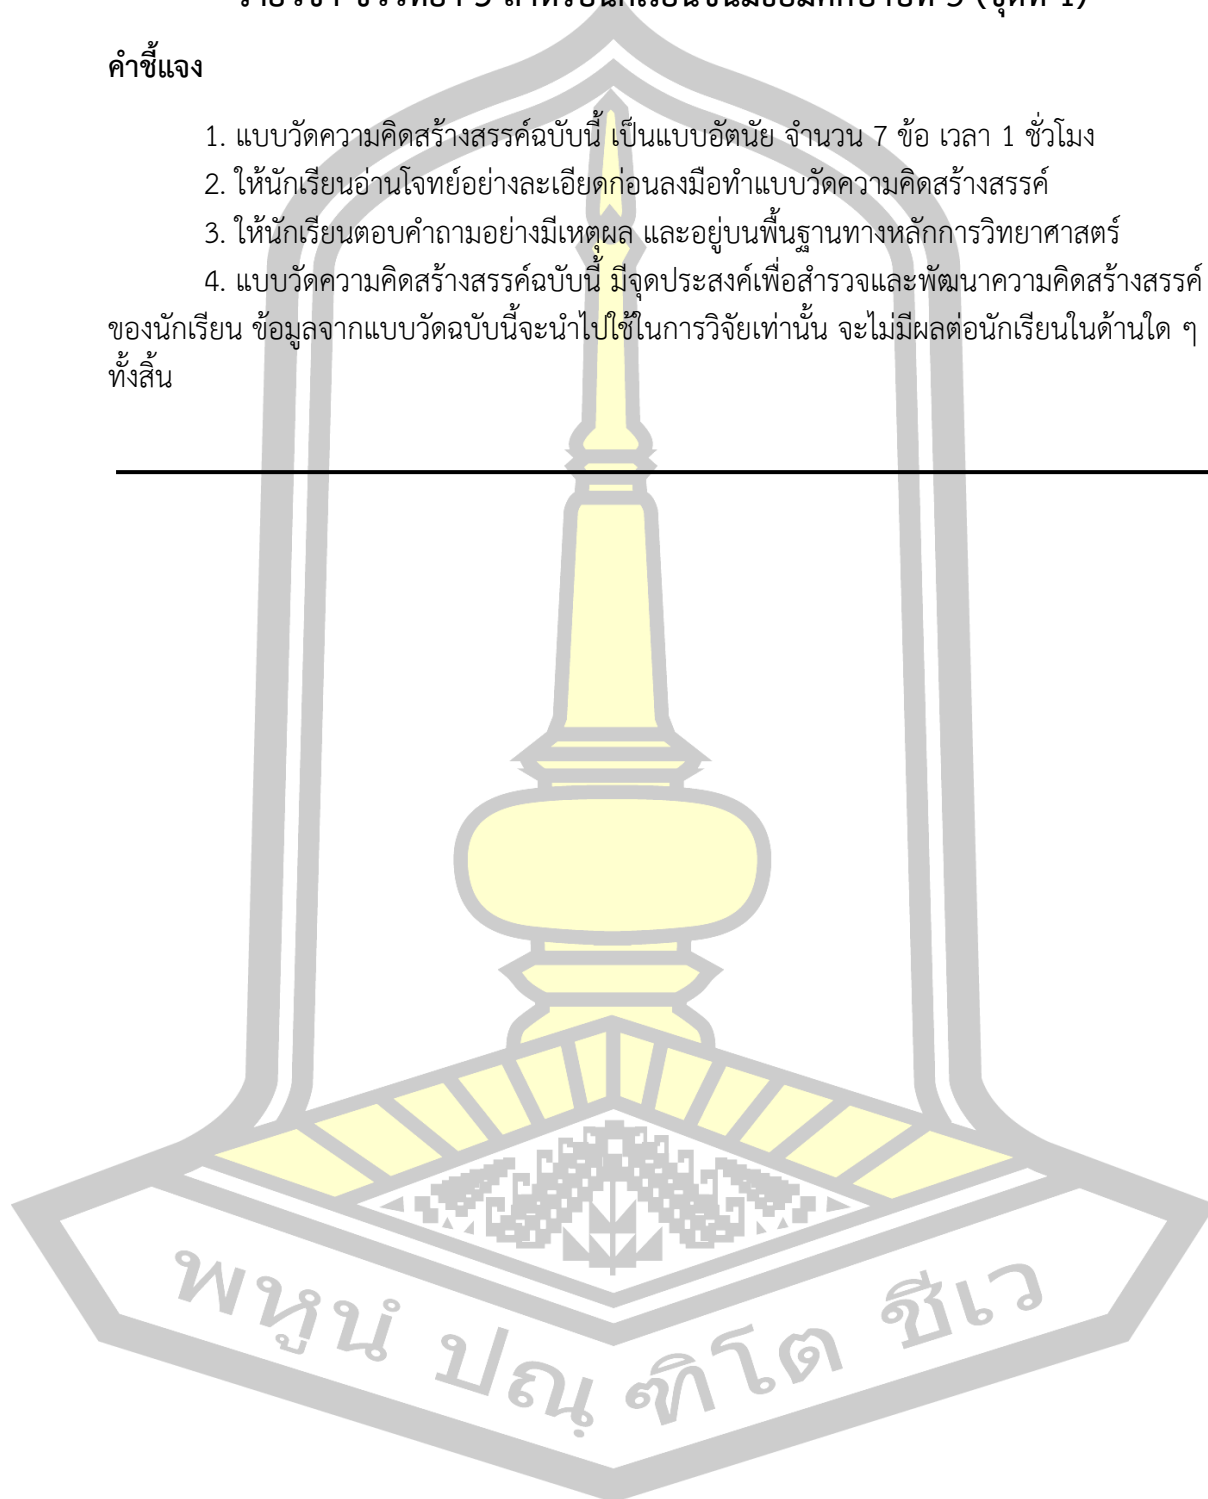 คำชี้แจง
1. แบบวัดความคิดสร้างสรรค์ฉบับนี้ เป็นแบบอัตนัย จำนวน 7 ข้อ เวลา 1 ชั่วโมง
2. ให้นักเรียนอ่านโจทย์อย่างละเอียดก่อนลงมือทำแบบวัดความคิดสร้างสรรค์
3. ให้นักเรียนตอบคำถามอย่างมีเหตุผล และอยู่บนพื้นฐานทางหลักการวิทยาศาสตร์
4. แบบวัดความคิดสร้างสรรค์ฉบับนี้ มีจุดประสงค์เพื่อสำรวจและพัฒนาความคิดสร้างสรรค์
ของนักเรียน ข้อมูลจากแบบวัดฉบับนี้จะนำไปใช้ในการวิจัยเท่านั้น จะไม่มีผลต่อนักเรียนในด้านใด ๆ
ทั้งสิ้น
พหูนํ ปณฺฑิโต ชีเว